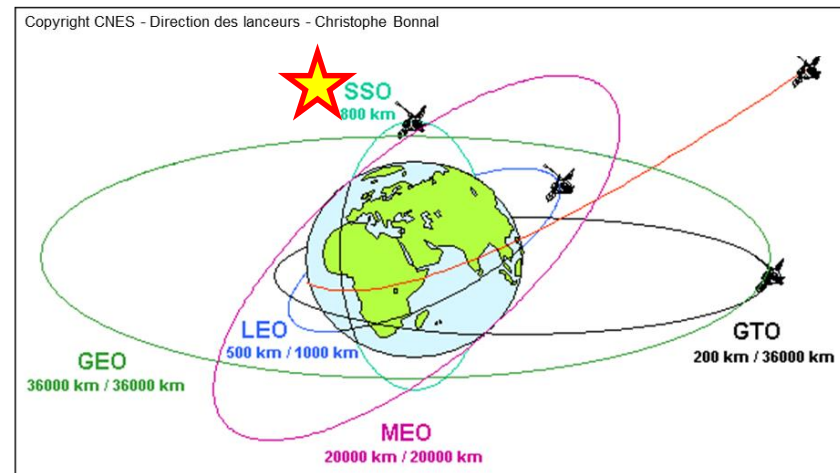 Copyright CNES - Direction des lanceurs - Christophe Bonnal
SSO
800 km
LEO
500 km / 1000 km
GTO
200 km / 36000 km
GEO
36000 km / 36000 km
MEO
20000 km / 20000 km